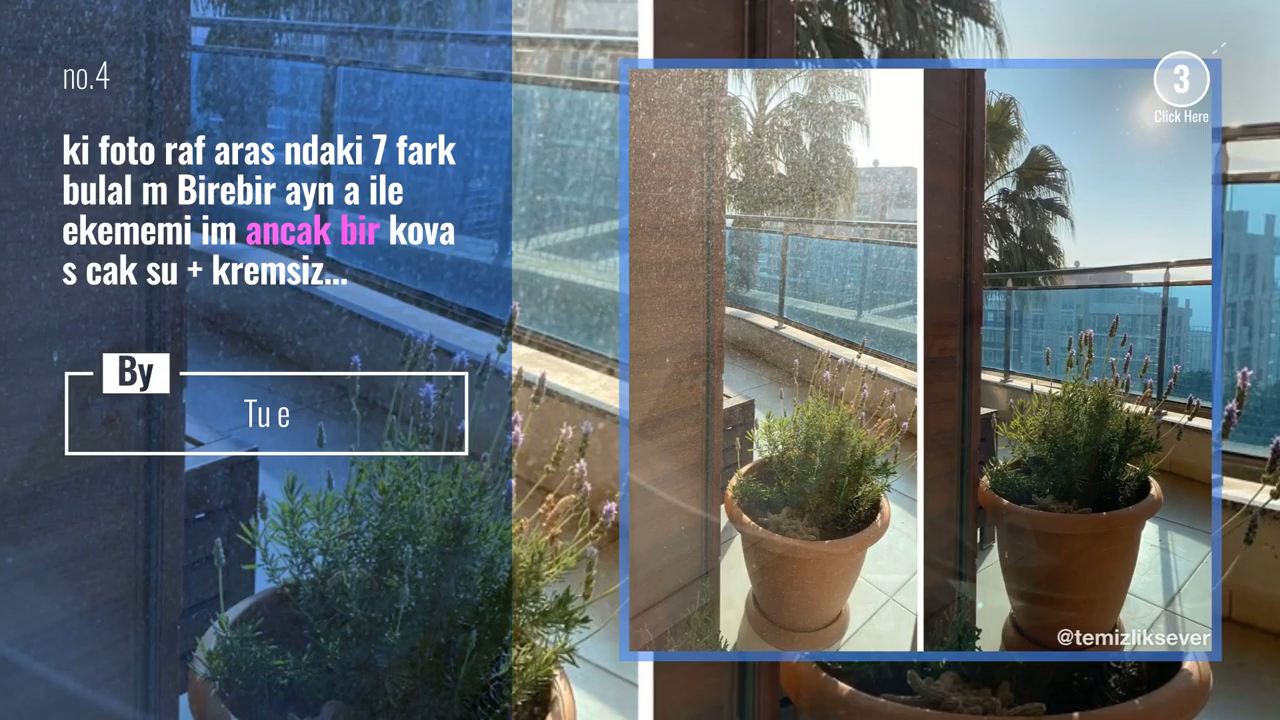 no.4
ki foto raf aras ndaki 7 fark
bulal m Birebir ayn a ile
ekememi im ancak bir kova
s cak su + kremsiz...
By
Tu e
3
Click Here
@temizliksever